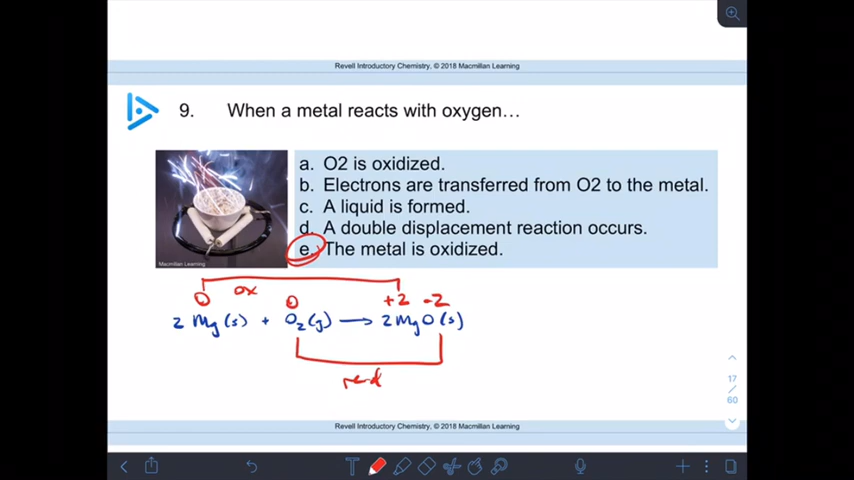 Revell Introductory Chemistry, © 2018 Macmillan Learning
9. When a metal reacts with oxygen…
a. O2 is oxidized.
b. Electrons are transferred from O2 to the metal.
c. A liquid is formed.
d. A double displacement reaction occurs.
e. The metal is oxidized.
Macmillan Learning
ox
0 0 +2 -2
2 Mg(s) + O₂(g) → 2MgO(s)
red
17
/
60
Revell Introductory Chemistry, © 2018 Macmillan Learning
T